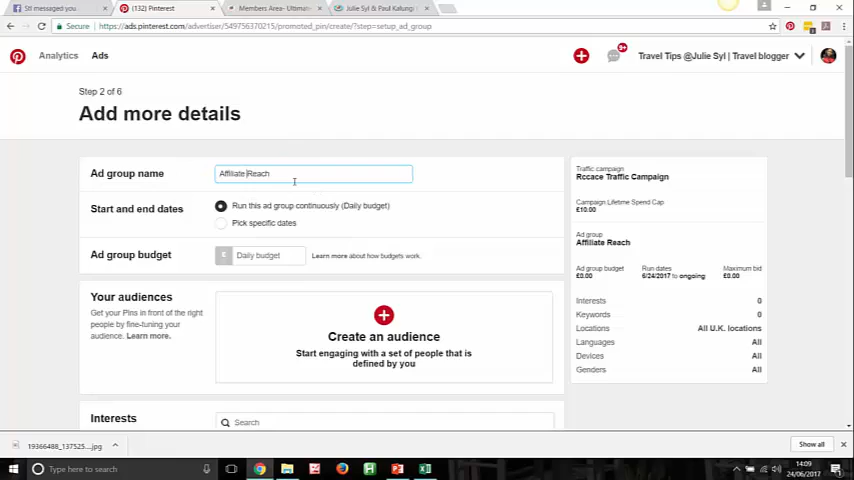 Stf messaged you
(132) Pinterest
Members Area- Ultima
Julie Syl & Paul Kalungi
Secure
https://ads.pinterest.com/advertiser/549756370215/promoted_pin/create/?step=setup_ad_group
Analytics
Ads
9+
Travel Tips @Julie Syl | Travel blogger
Step 2 of 6
Add more details
Ad group name
Affiliate Reach
Start and end dates
Run this ad group continuously (Daily budget)
Pick specific dates
Ad group budget
£
Daily budget
Learn more about how budgets work.
Your audiences
Get your Pins in front of the right
people by fine-tuning your
audience. Learn more.
Create an audience
Start engaging with a set of people that is
defined by you
Interests
Search
Traffic campaign
Rccace Traffic Campaign
Campaign Lifetime Spend Cap
£10.00
Ad group
Affiliate Reach
Ad group budget
£0.00
Run dates
6/24/2017 to ongoing
Maximum bid
£0.00
Interests 0
Keywords 0
Locations All U.K. locations
Languages All
Devices All
Genders All
19366488_137525....jpg
Show all
Type here to search
14:09
24/06/2017